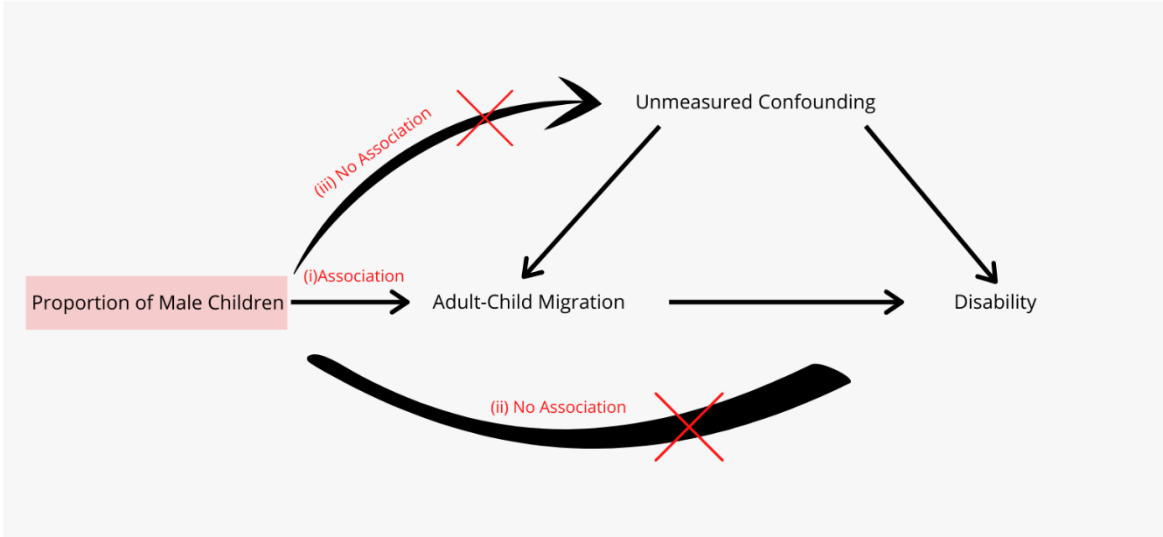 Unmeasured Confounding
(iii) No Association
(i)Association
Proportion of Male Children
Adult-Child Migration
Disability
(ii) No Association